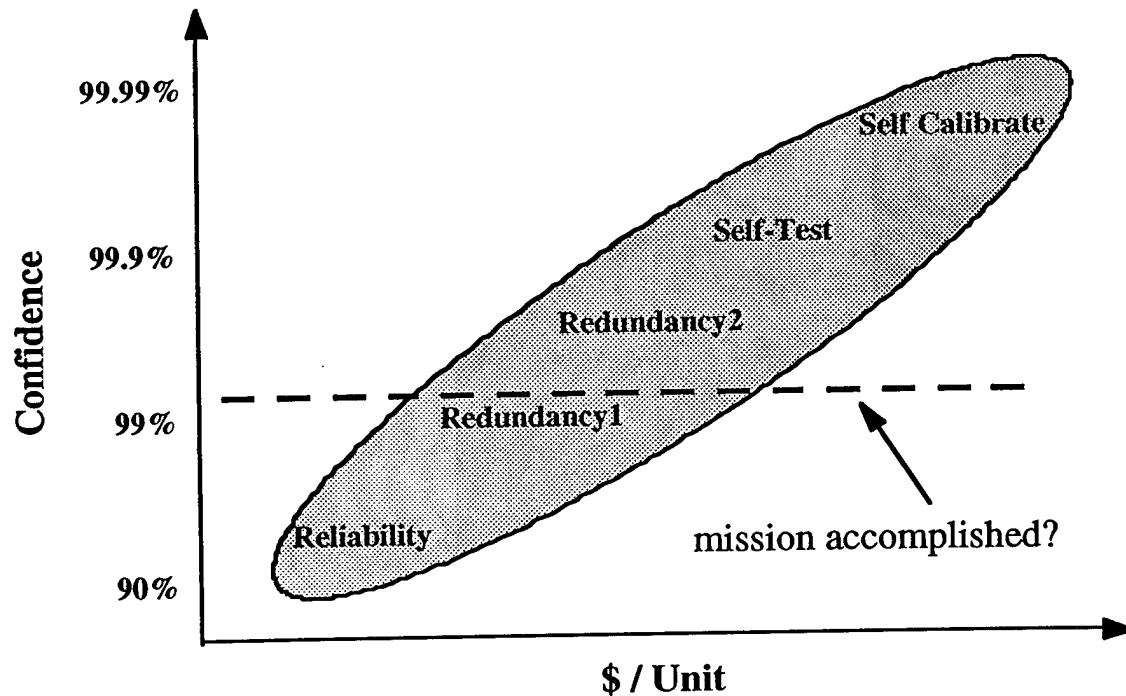 99.99%
Self Calibrate
Self-Test
99.9%
Redundancy2
Confidence
99%
Redundancy1
Reliability
mission accomplished?
90%
$ / Unit